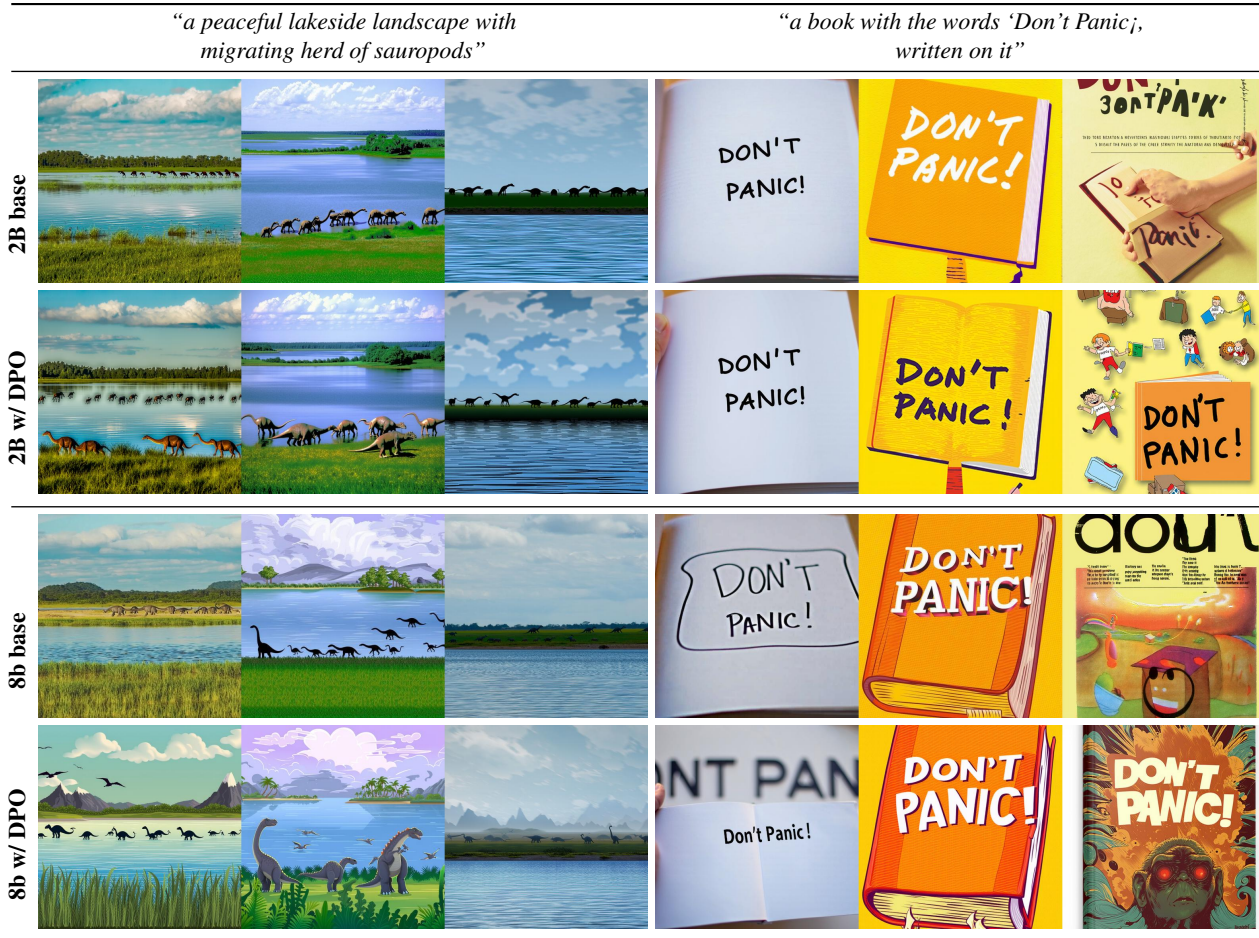 “a peaceful lakeside landscape with
migrating herd of sauropods”
“a book with the words ‘Don’t Panic¡,
written on it”
2B base
DON'T
PANIC!
DON'T
PANIC!
30NTPA'K'
Panic.
2B w/ DPO
DON'T
PANIC!
DON'T
PANIC!
DON'T
PANIC!
8b base
DON'T
PANIC!
DON'T
PANIC!
8b w/ DPO
NT PAN
Don't Panic!
DON'T
PANIC!
DON'T
PANIC!